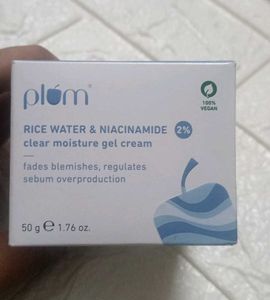 plum
100%
VEGAN
RICE WATER & NIACINAMIDE 2%
clear moisture gel cream
fades blemishes, regulates
sebum overproduction
50 g e 1.76 oz.